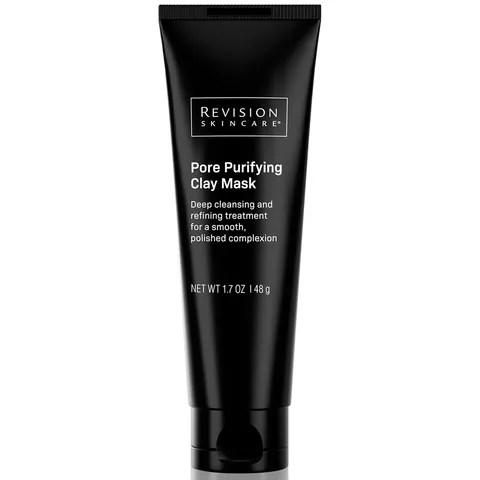 REVISION
SKINCARE®
Pore Purifying
Clay Mask
Deep cleansing and
refining treatment
for a smooth,
polished complexion
NET WT 1.7 OZ | 48 g